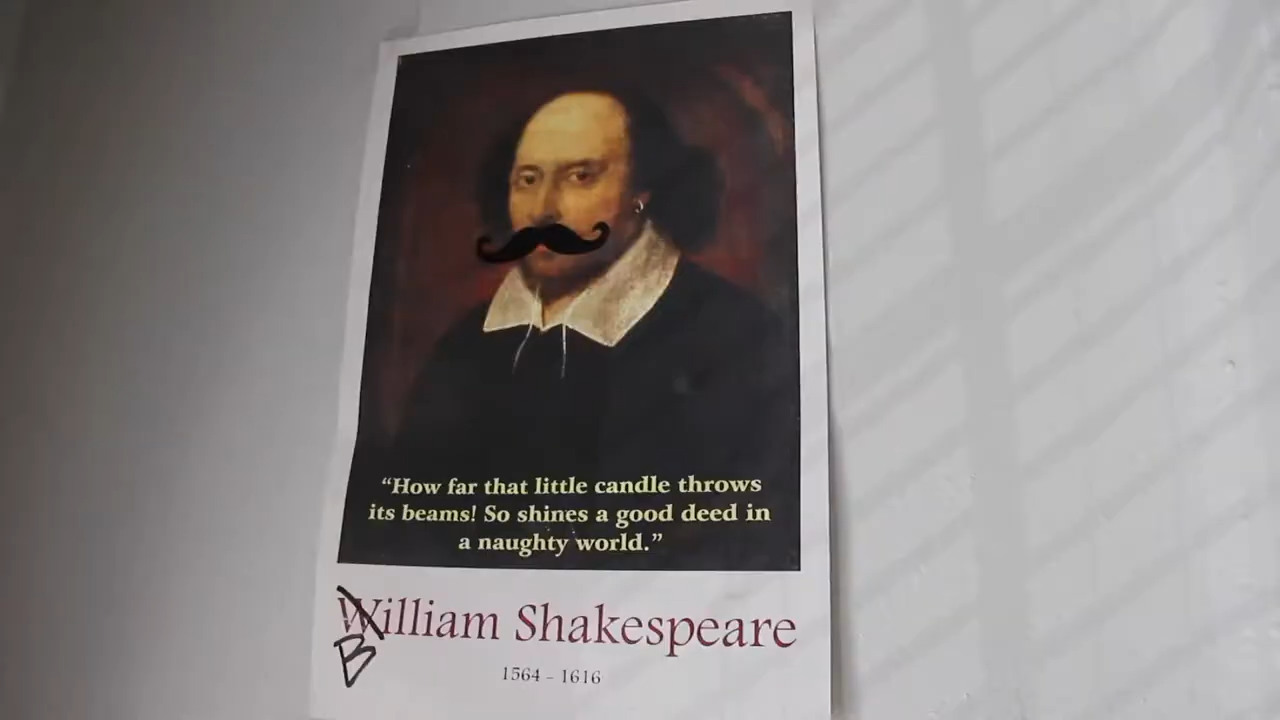 “How far that little candle throws
its beams! So shines a good deed in
a naughty world.”
William Shakespeare
B
1564 - 1616